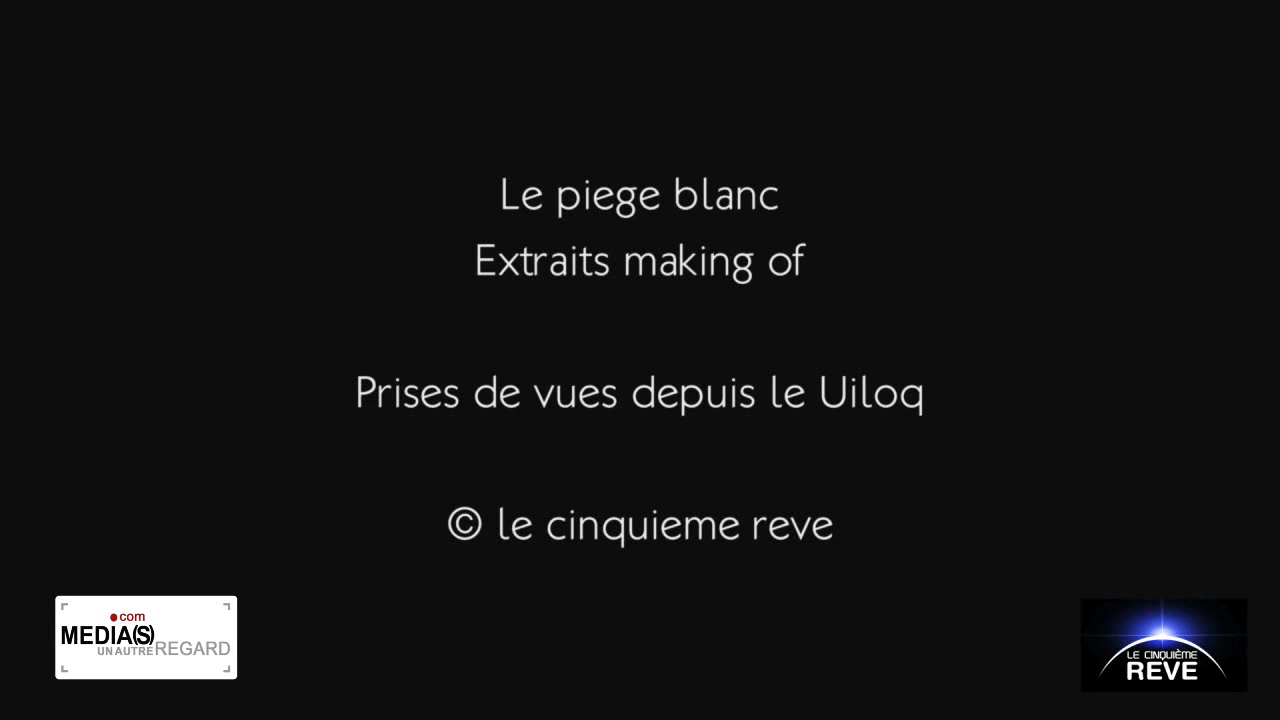 Le piege blanc
Extraits making of
Prises de vues depuis le Uiloq
© le cinquieme reve
com
MEDIA(S)
UN AUTRE REGARD
LE CINQUIÈME
REVE